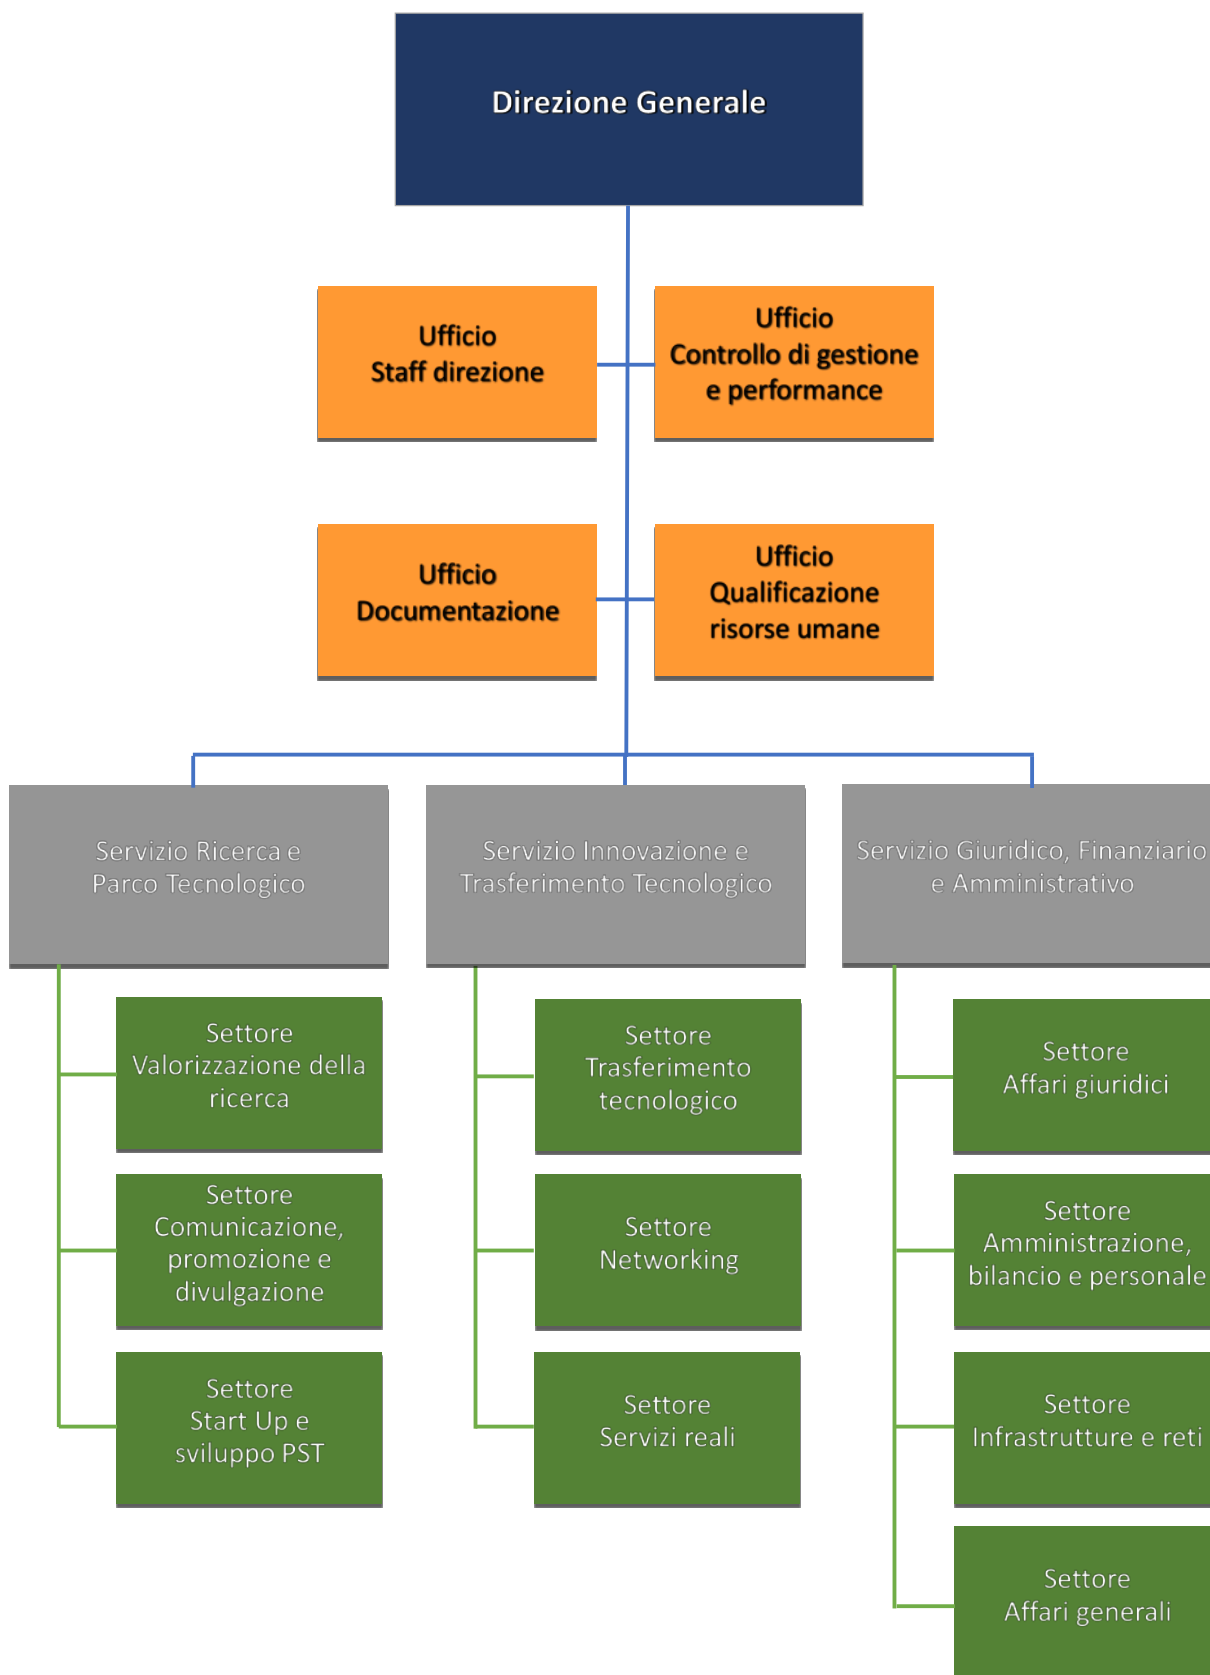 Direzione Generale
Ufficio
Staff direzione
Ufficio
Controllo di gestione
e performance
Ufficio
Documentazione
Ufficio
Qualificazione
risorse umane
Servizio Ricerca e
Parco Tecnologico
Servizio Innovazione e
Trasferimento Tecnologico
Servizio Giuridico, Finanziario
e Amministrativo
Settore
Valorizzazione della
ricerca
Settore
Comunicazione,
promozione e
divulgazione
Settore
Start Up e
sviluppo PST
Settore
Trasferimento
tecnologico
Settore
Networking
Settore
Servizi reali
Settore
Affari giuridici
Settore
Amministrazione,
bilancio e personale
Settore
Infrastrutture e reti
Settore
Affari generali